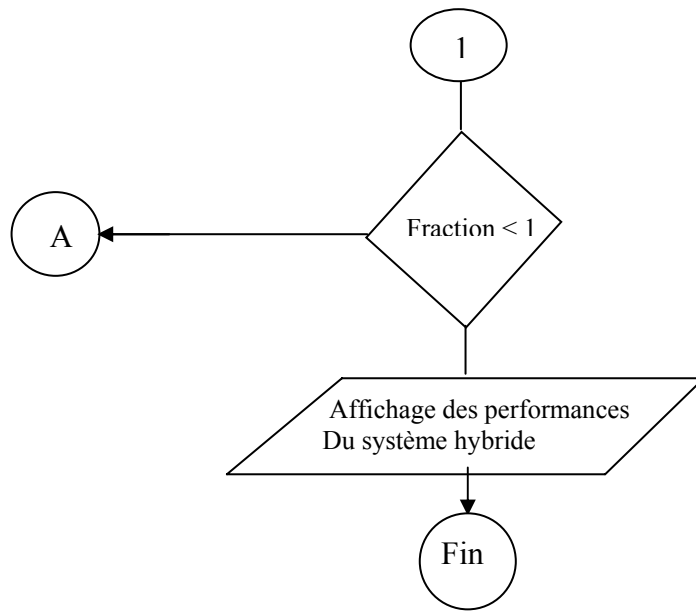 1
Fraction < 1
A
Affichage des performances
Du système hybride
Fin